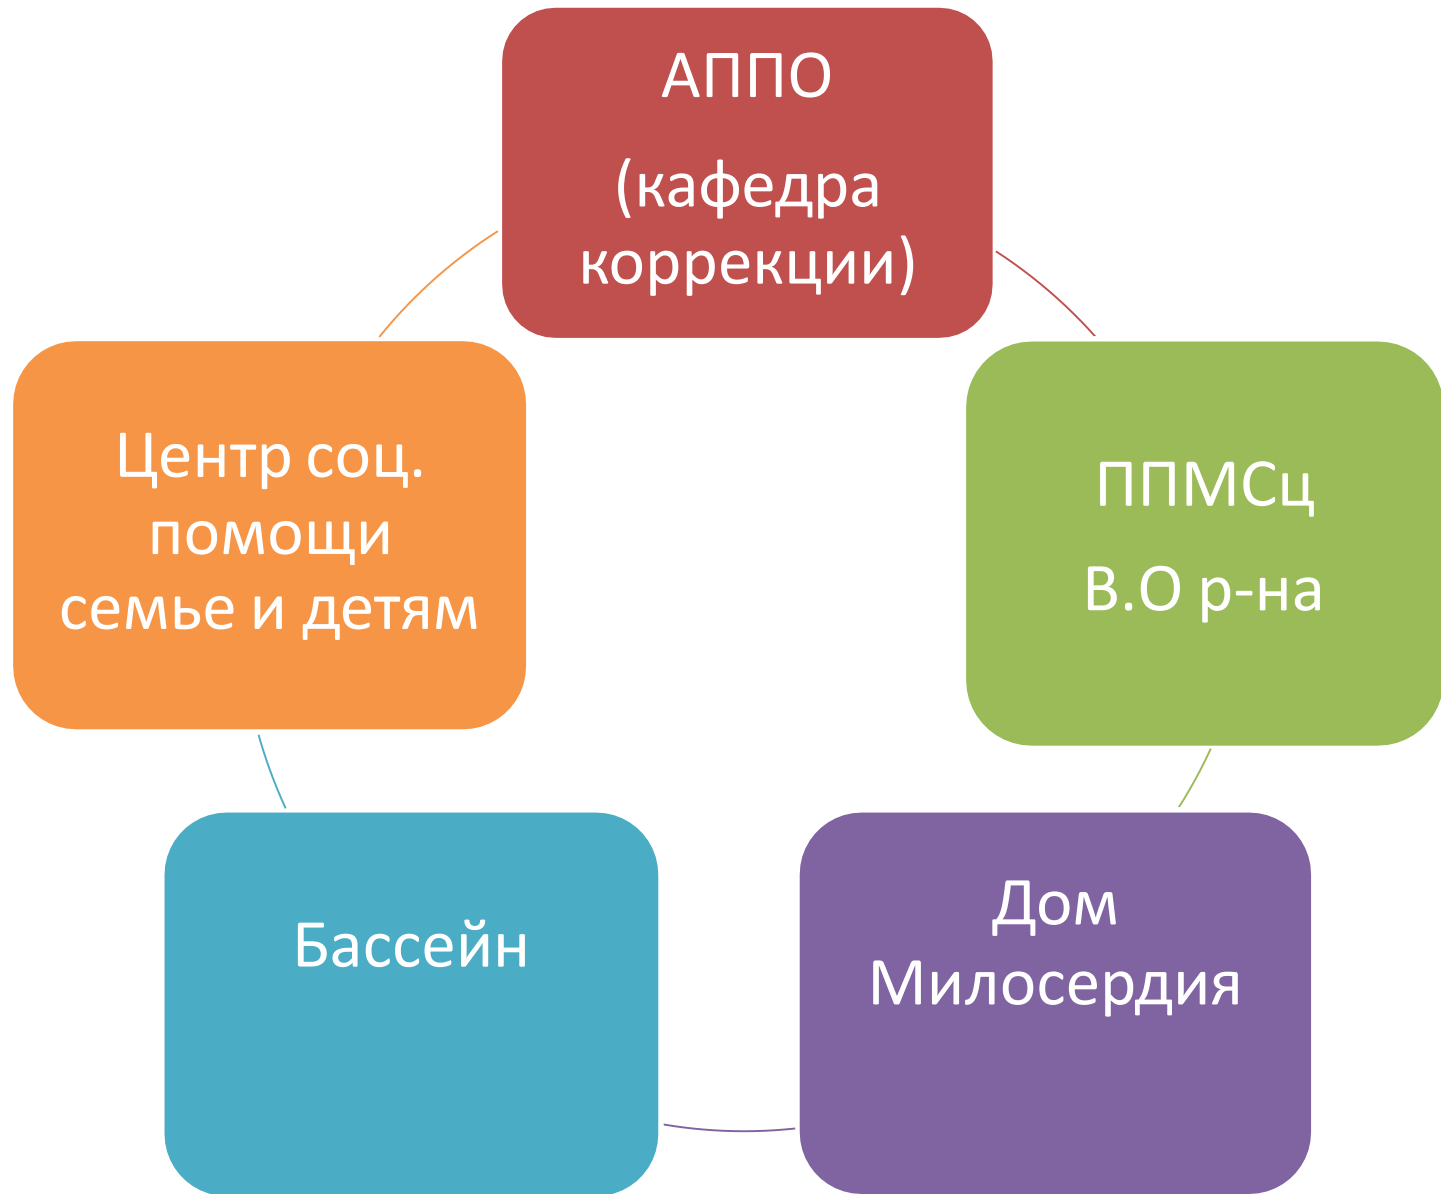 АППО
(кафедра
коррекции)
Центр соц.
помощи
семье и детям
ППМСц
В.О р-на
Бассейн
Дом
Милосердия